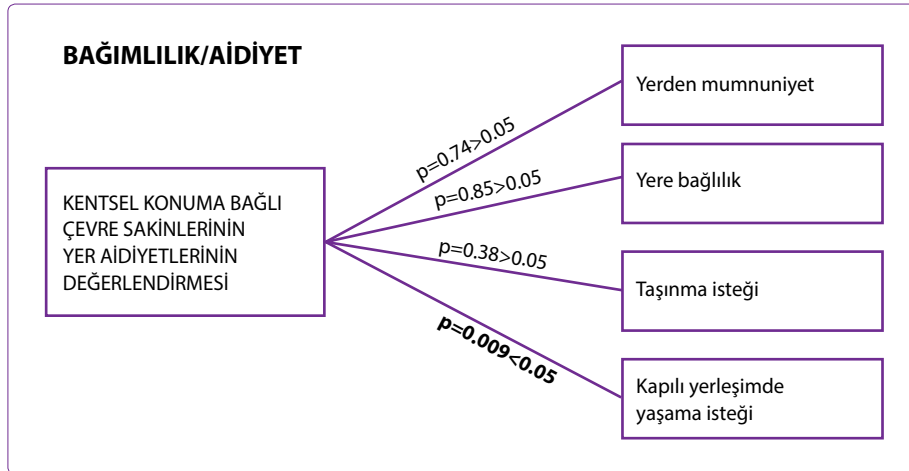 BAĞIMLILIK/AİDİYET
KENTSEL KONUMA BAĞLI
ÇEVRE SAKİNLERİNİN
YER AİDİYETLERİNİN
DEĞERLENDİRMESİ
p=0.74>0.05
p=0.85>0.05
p=0.38>0.05
p=0.009<0.05
Yerden mumnuniyet
Yere bağlılık
Taşınma isteği
Kapılı yerleşimde
yaşama isteği